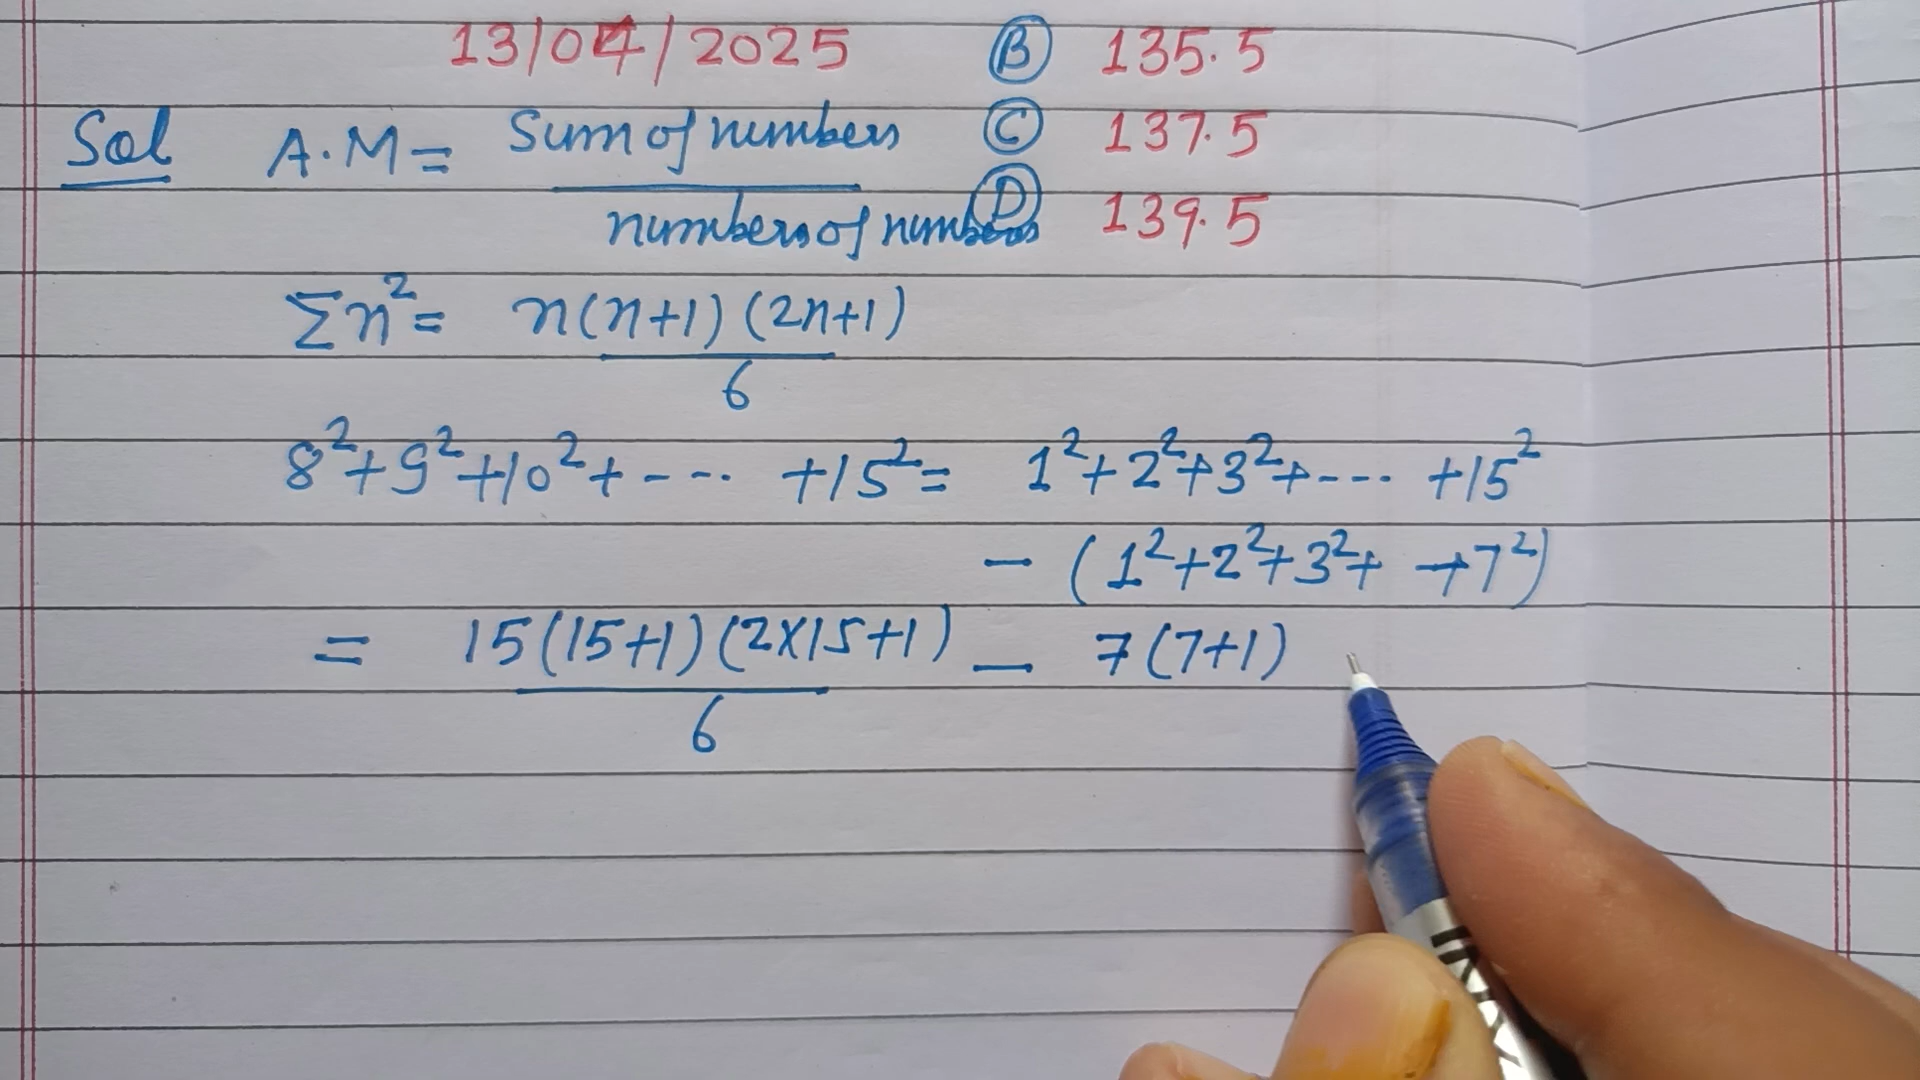 13/04/2025 Ⓑ 135.5
Sol A.M = Sum of numbers Ⓒ 137.5
numbers of numbers Ⓓ 139.5
Σn² = n(n+1)(2n+1)
6
8²+9²+10²+---- +15² = 1²+2²+3²+---- +15²
- (1²+2²+3²+ +7²)
= 15(15+1)(2×15+1) - 7(7+1)
6